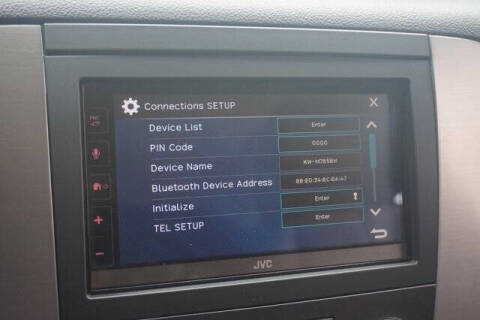 Connections SETUP
Device List Enter
PIN Code 0000
Device Name KW-M785BW
Bluetooth Device Address
Initialize Enter
TEL SETUP Enter
JVC